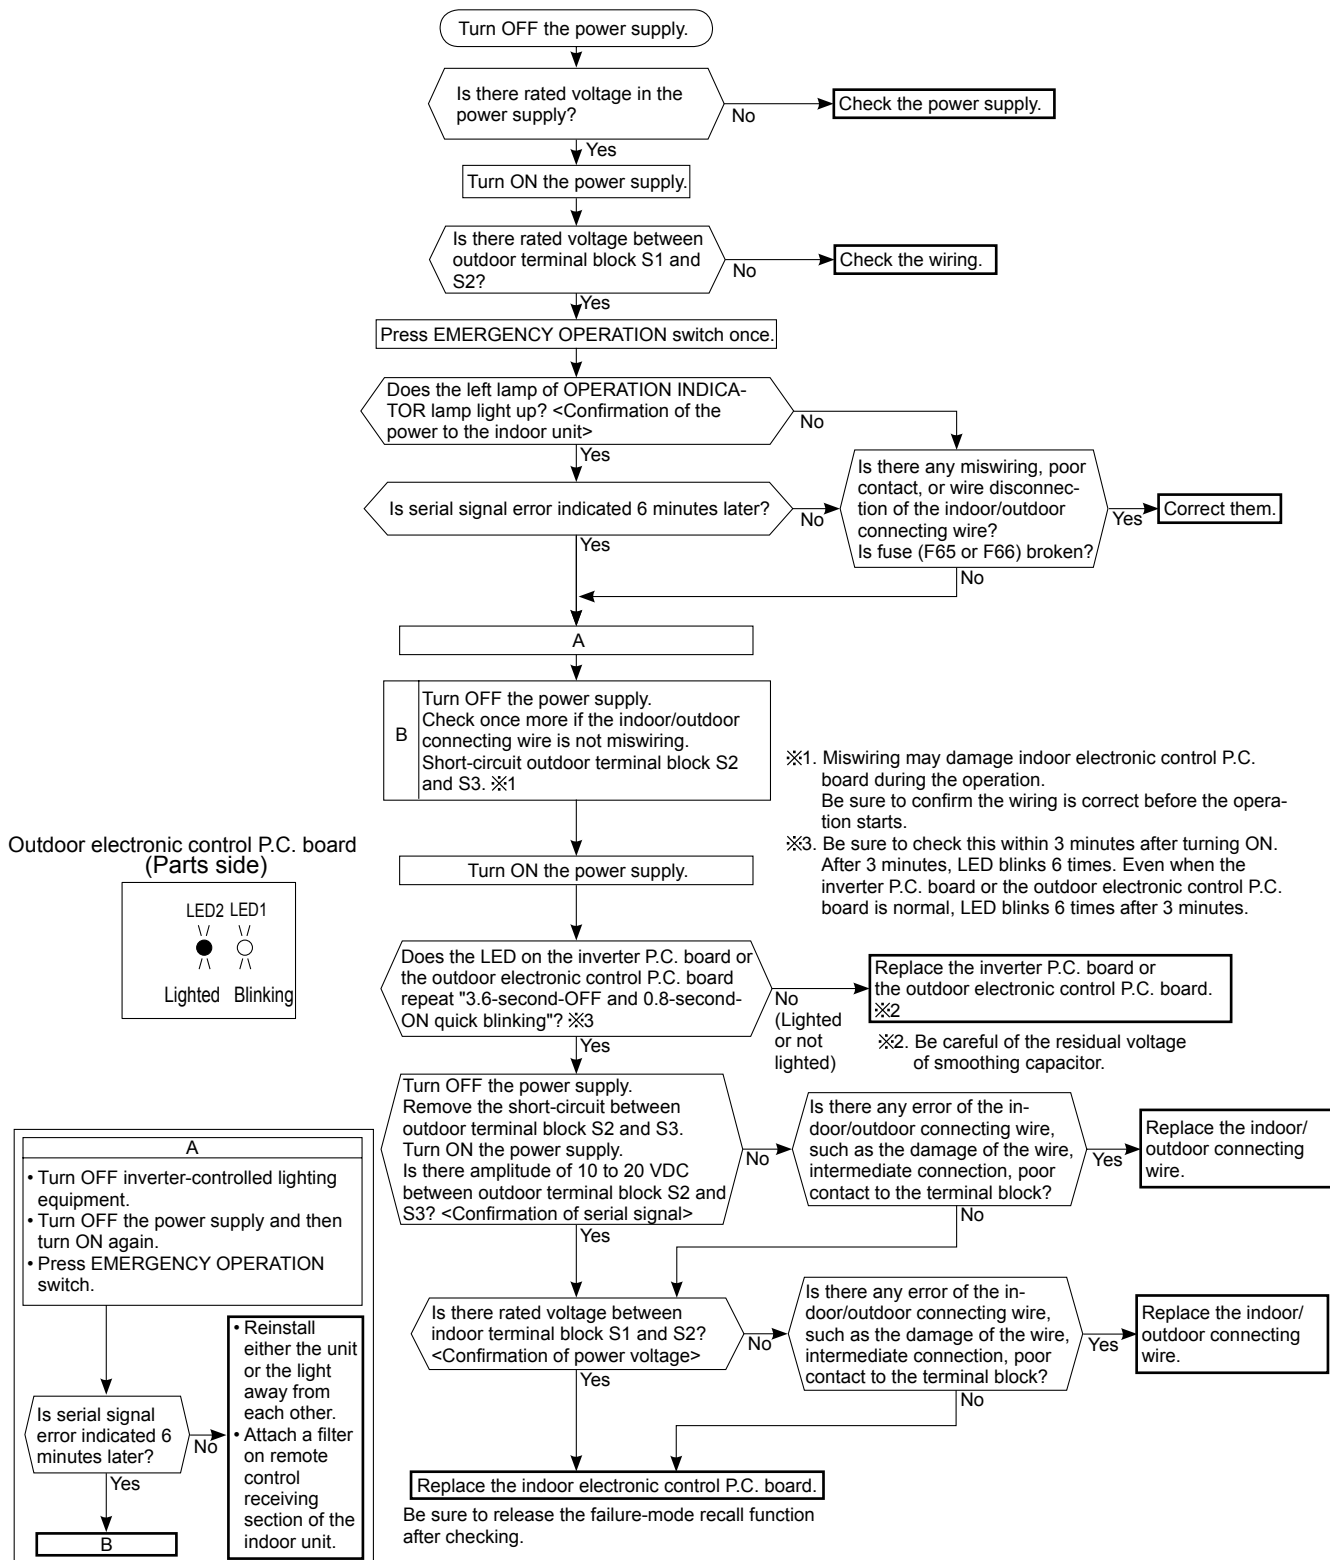 Turn OFF the power supply.
Is there rated voltage in the
power supply?
No
Check the power supply.
Yes
Turn ON the power supply.
Is there rated voltage between
outdoor terminal block S1 and
S2?
No
Check the wiring.
Yes
Press EMERGENCY OPERATION switch once.
Does the left lamp of OPERATION INDICA-
TOR lamp light up? <Confirmation of the
power to the indoor unit>
No
Yes
Is there any miswiring, poor
contact, or wire disconnec-
tion of the indoor/outdoor
connecting wire?
Is fuse (F65 or F66) broken?
Yes
Correct them.
No
Is serial signal error indicated 6 minutes later?
No
Yes
A
B
Turn OFF the power supply.
Check once more if the indoor/outdoor
connecting wire is not miswiring.
Short-circuit outdoor terminal block S2
and S3. ※1
※1. Miswiring may damage indoor electronic control P.C.
board during the operation.
Be sure to confirm the wiring is correct before the opera-
tion starts.
※3. Be sure to check this within 3 minutes after turning ON.
After 3 minutes, LED blinks 6 times. Even when the
inverter P.C. board or the outdoor electronic control P.C.
board is normal, LED blinks 6 times after 3 minutes.
Outdoor electronic control P.C. board
(Parts side)
LED2 LED1
Lighted Blinking
Turn ON the power supply.
Does the LED on the inverter P.C. board or
the outdoor electronic control P.C. board
repeat "3.6-second-OFF and 0.8-second-
ON quick blinking"? ※3
No
(Lighted
or not
lighted)
Replace the inverter P.C. board or
the outdoor electronic control P.C. board.
※2
※2. Be careful of the residual voltage
of smoothing capacitor.
Yes
Turn OFF the power supply.
Remove the short-circuit between
outdoor terminal block S2 and S3.
Turn ON the power supply.
Is there amplitude of 10 to 20 VDC
between outdoor terminal block S2 and
S3? <Confirmation of serial signal>
No
Is there any error of the in-
door/outdoor connecting wire,
such as the damage of the wire,
intermediate connection, poor
contact to the terminal block?
Yes
Replace the indoor/
outdoor connecting
wire.
No
Yes
Is there rated voltage between
indoor terminal block S1 and S2?
<Confirmation of power voltage>
No
Is there any error of the in-
door/outdoor connecting wire,
such as the damage of the wire,
intermediate connection, poor
contact to the terminal block?
Yes
Replace the indoor/
outdoor connecting
wire.
No
Yes
Replace the indoor electronic control P.C. board.
Be sure to release the failure-mode recall function
after checking.
A
• Turn OFF inverter-controlled lighting
equipment.
• Turn OFF the power supply and then
turn ON again.
• Press EMERGENCY OPERATION
switch.
Is serial signal
error indicated 6
minutes later?
No
• Reinstall
either the unit
or the light
away from
each other.
• Attach a filter
on remote
control
receiving
section of the
indoor unit.
Yes
B